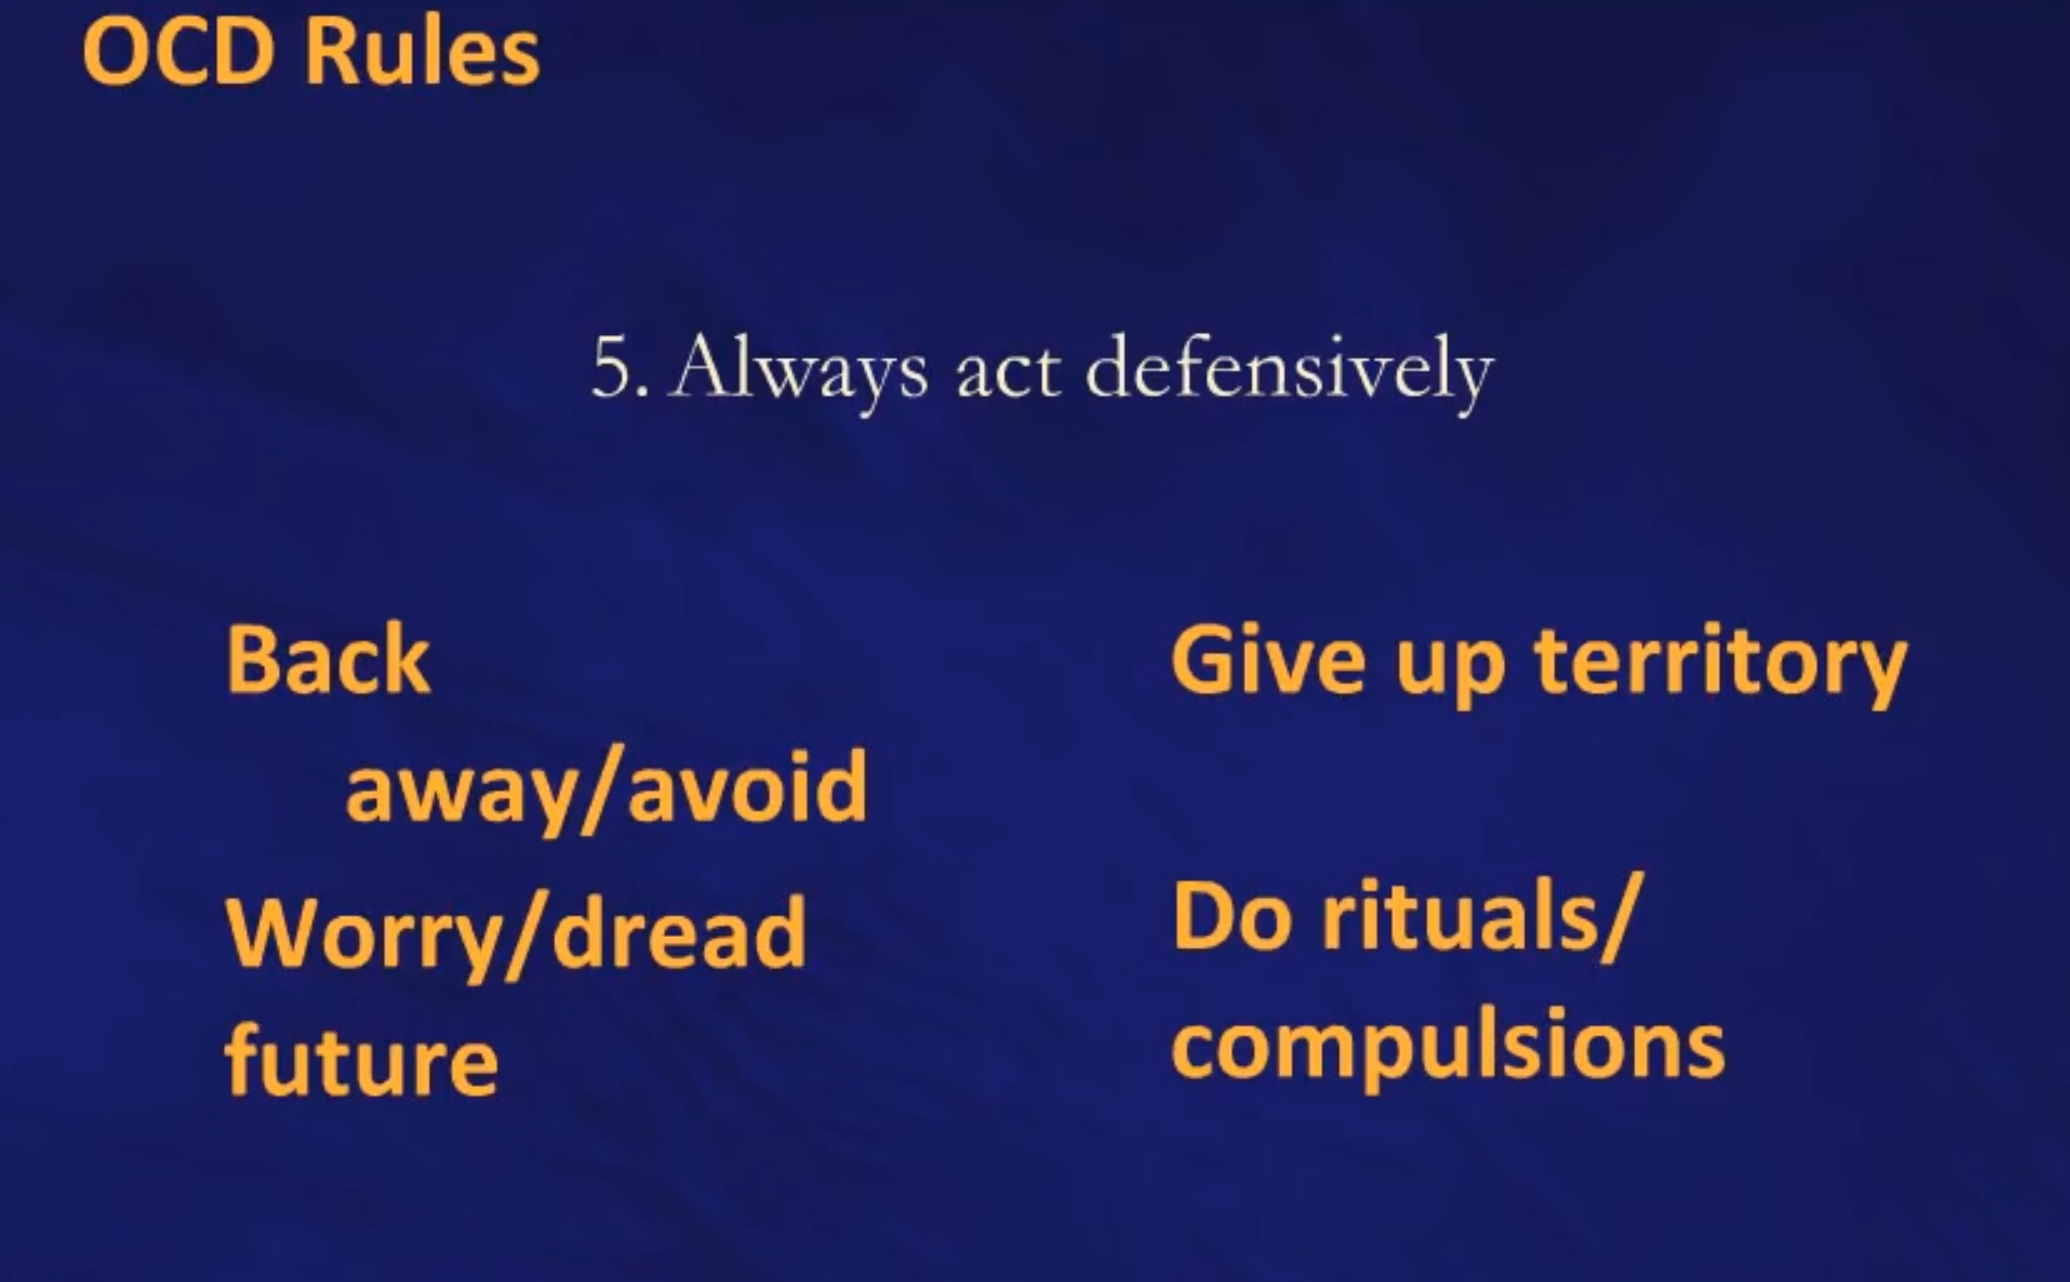 OCD Rules
5. Always act defensively
Back
away/avoid
Worry/dread
future
Give up territory
Do rituals/
compulsions